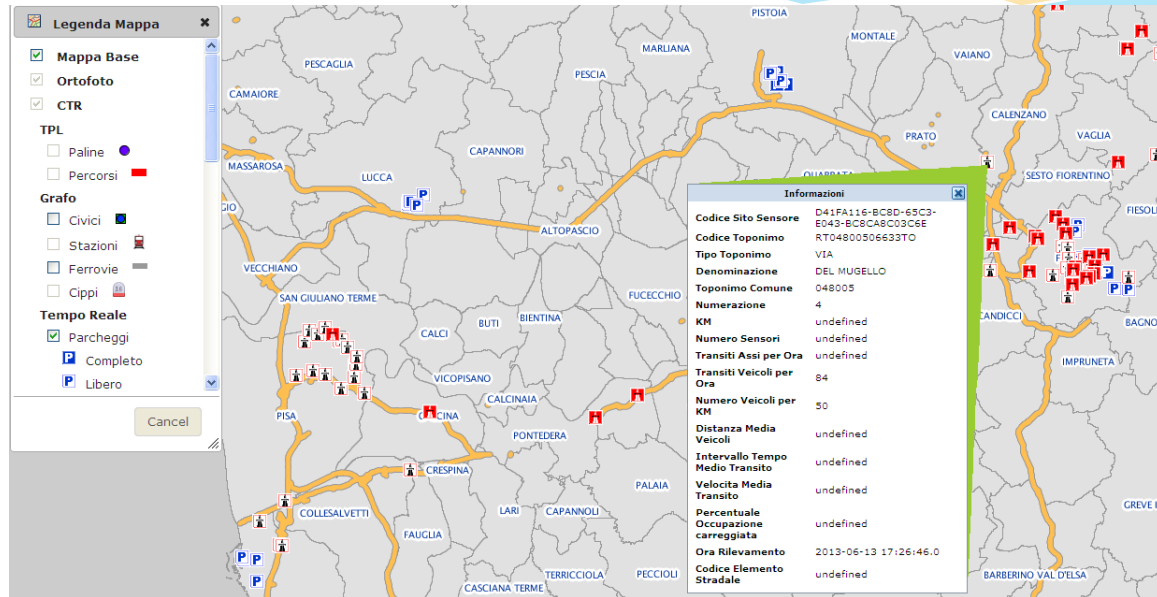 Legenda Mappa
Mappa Base
Ortofoto
CTR
TPL
Paline
Percorsi
Grafo
Civici
Stazioni
Ferrovie
Cippi
Tempo Reale
Parcheggi
P Completo
P Libero
Cancel
PISTOIA
MONTALE
MARLIANA
VAIANO
PESCAGLIA
PESCIA
CAMAIORE
CALENZANO
PRATO
VAGLIA
CAPANNORI
MASSAROSA
LUCCA
QUARRATA
SESTO FIORENTINO
ALTOPASCIO
VECCHIANO
SAN GIULIANO TERME
FUCECCHIO
CALCI
BUTI
BIENTINA
VICOPISANO
CALCINAIA
PISA
PONTEDERA
IMPRUNETA
CRESPINA
PALAIA
COLLESALVETTI
LARI
CAPANNOLI
GREVE
FAUGLIA
TERRICCIOLA
PECCIOLI
CASCIANA TERME
BARBERINO VAL D'ELSA
Informazioni
Codice Sito Sensore D41FA116-BC8D-65C3-
E043-BC8CA8C03C6E
Codice Toponimo RT04800506633TO
Tipo Toponimo VIA
Denominazione DEL MUGELLO
Toponimo Comune 048005
Numerazione 4
KM undefined
Numero Sensori undefined
Transiti Assi per Ora undefined
Transiti Veicoli per
Ora 84
Numero Veicoli per
KM 50
Distanza Media
Veicoli undefined
Intervallo Tempo
Medio Transito undefined
Velocita Media
Transito undefined
Percentuale
Occupazione
carreggiata undefined
Ora Rilevamento 2013-06-13 17:26:46.0
Codice Elemento
Stradale undefined